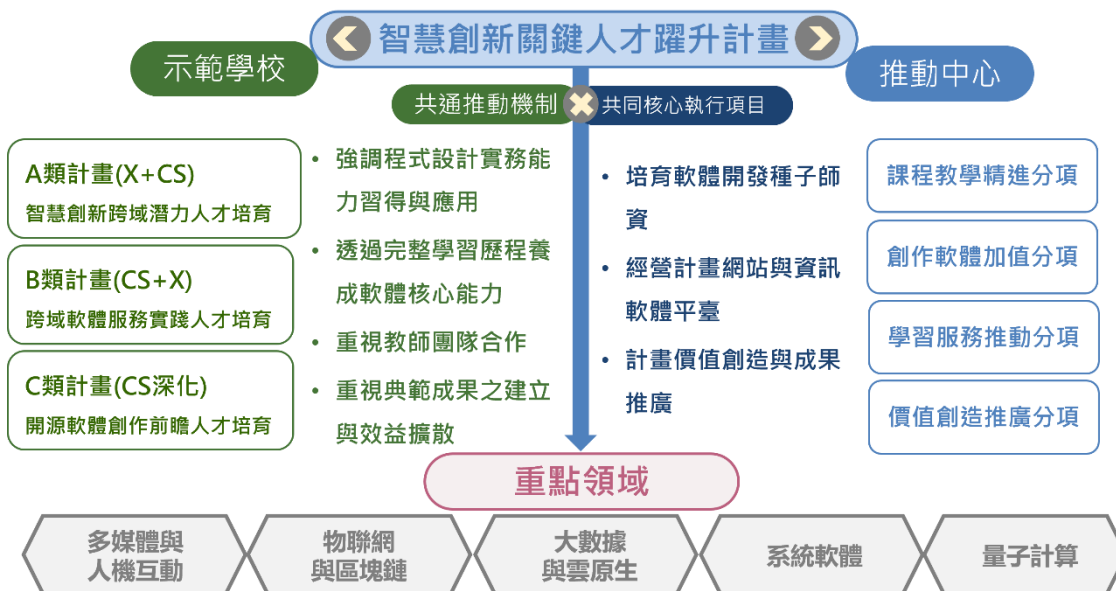 智慧創新關鍵人才躍升計畫
示範學校
推動中心
共通推動機制
共同核心執行項目
A類計畫(X+CS)
智慧創新跨域潛力人才培育
B類計畫(CS+X)
跨域軟體服務實踐人才培育
C類計畫(CS深化)
開源軟體創作前瞻人才培育
• 強調程式設計實務能
力習得與應用
• 透過完整學習歷程養
成軟體核心能力
• 重視教師團隊合作
• 重視典範成果之建立
與效益擴散
• 培育軟體開發種子師
資
• 經營計畫網站與資訊
軟體平臺
• 計畫價值創造與成果
推廣
課程教學精進分項
創作軟體加值分項
學習服務推動分項
價值創造推廣分項
重點領域
多媒體與
人機互動
物聯網
與區塊鏈
大數據
與雲原生
系統軟體
量子計算